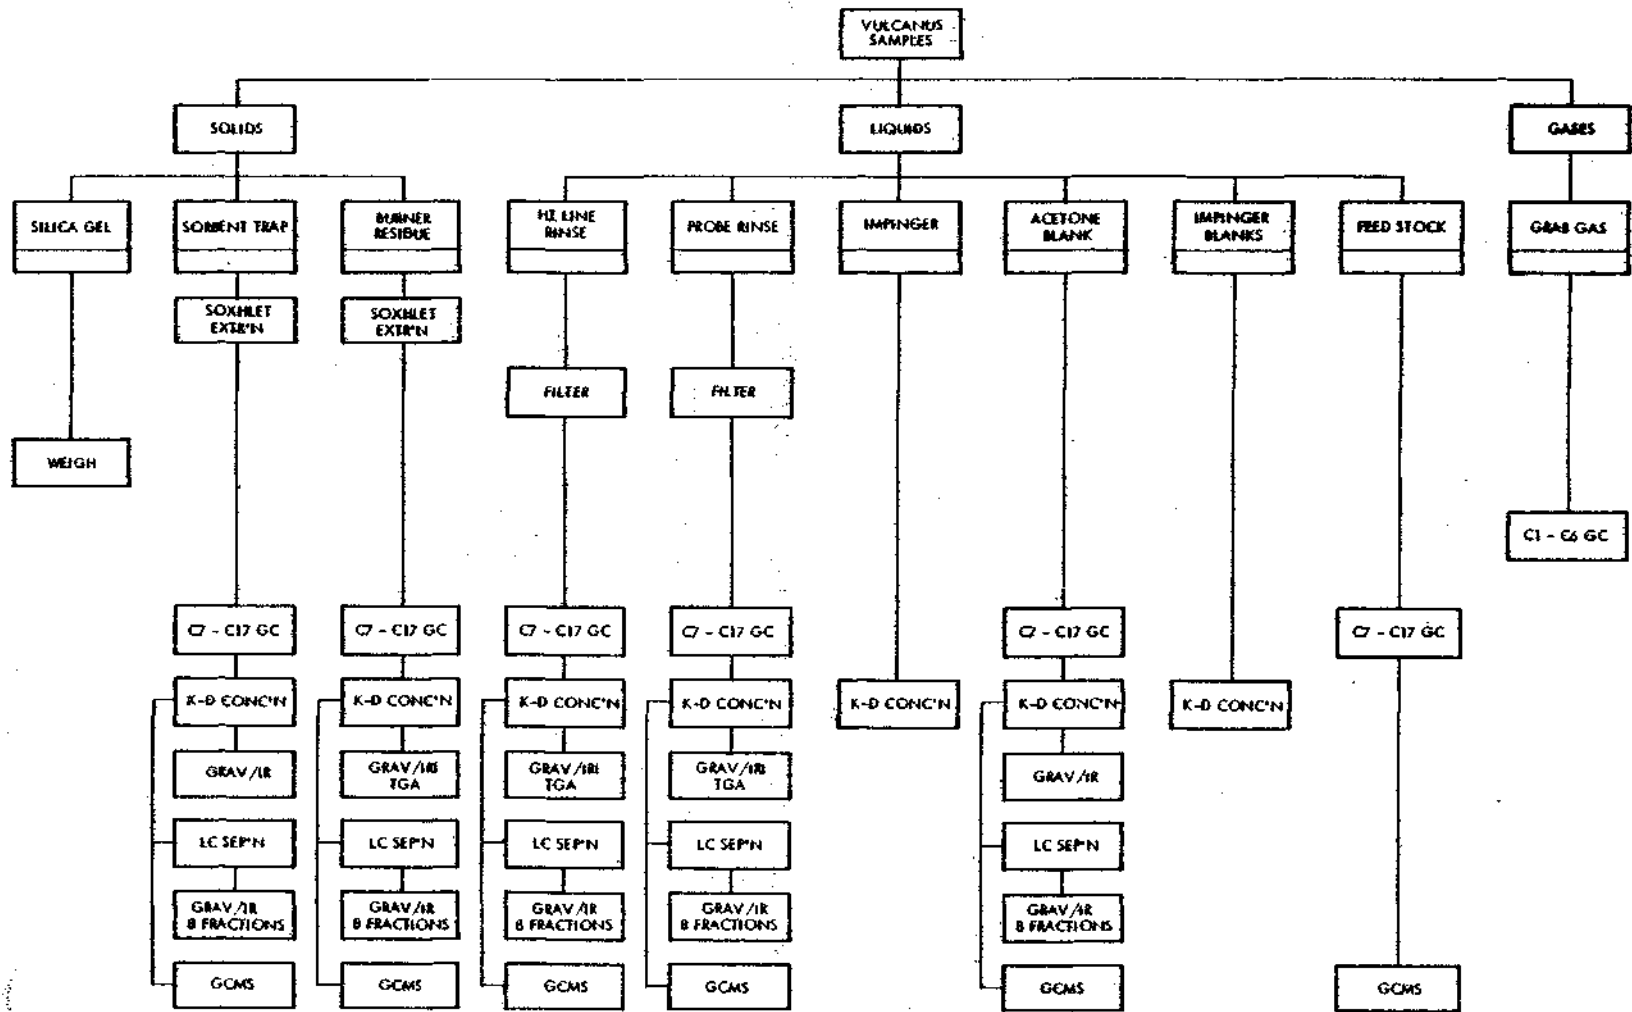 VULCANUS
SAMPLES
SOLIDS
LIQUIDS
GASES
SILICA GEL
SORBENT TRAP
BURNER
RESIDUE
HT LINE
RINSE
PROBE RINSE
IMPINGER
ACETONE
BLANK
IMPINGER
BLANKS
FEED STOCK
GRAB GAS
SOXHLET
EXTR'N
SOXHLET
EXTR'N
FILTER
FILTER
WEIGH
C1 - C6 GC
C7 - C17 GC
C7 - C17 GC
C7 - C17 GC
C7 - C17 GC
C7 - C17 GC
C7 - C17 GC
K-D CONC'N
K-D CONC'N
K-D CONC'N
K-D CONC'N
K-D CONC'N
K-D CONC'N
K-D CONC'N
GRAV/IR
GRAV/IR/
TGA
GRAV/IR/
TGA
GRAV/IR/
TGA
GRAV/IR
LC SEP'N
LC SEP'N
LC SEP'N
LC SEP'N
LC SEP'N
GRAV/IR
8 FRACTIONS
GRAV/IR
8 FRACTIONS
GRAV/IR
8 FRACTIONS
GRAV/IR
8 FRACTIONS
GRAV/IR
8 FRACTIONS
GCMS
GCMS
GCMS
GCMS
GCMS
GCMS